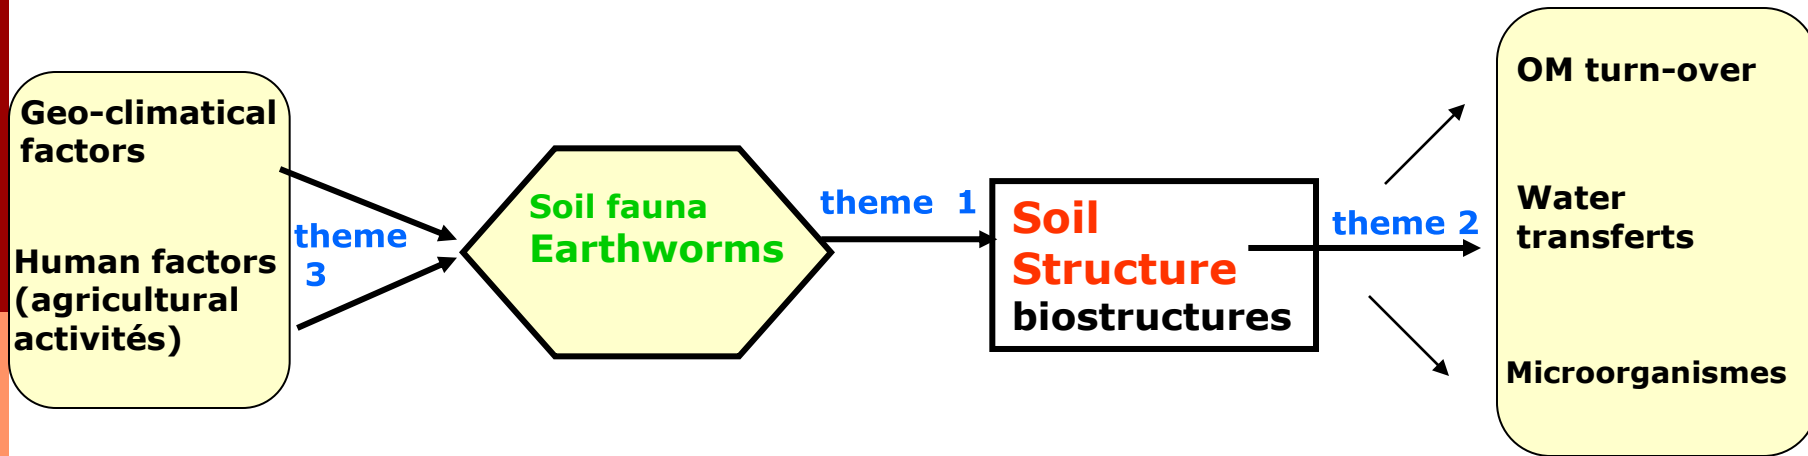 Geo-climatical
factors
Human factors
(agricultural
activités)
theme
3
Soil fauna
Earthworms
theme 1
Soil
Structure
biostructures
theme 2
OM turn-over
Water
transferts
Microorganismes